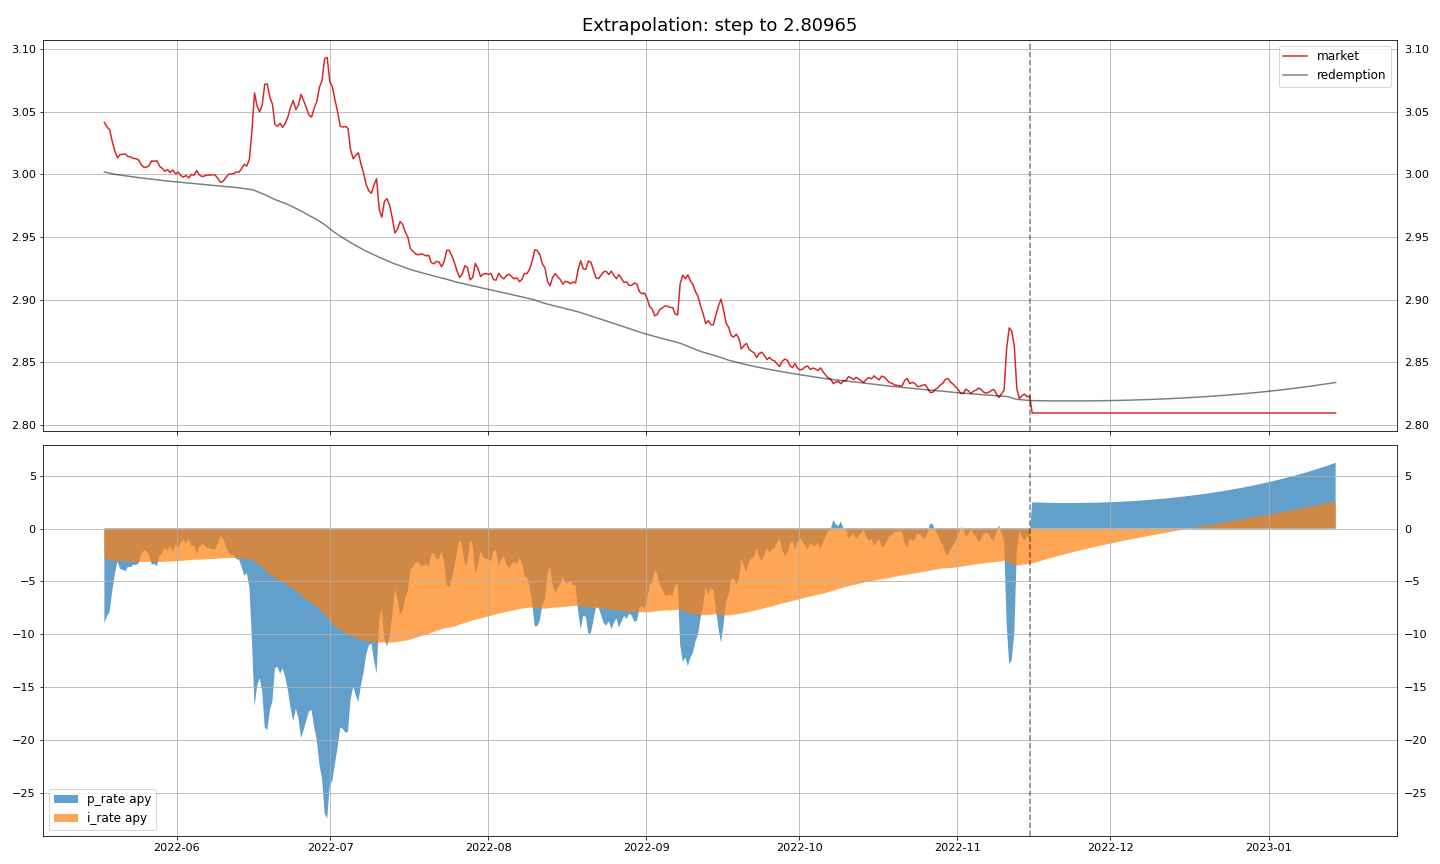 Extrapolation: step to 2.80965
3.10 3.10
market
redemption
3.05 3.05
3.00 3.00
2.95 2.95
2.90 2.90
2.85 2.85
2.80 2.80
5 5
0 0
−5 −5
−10 −10
−15 −15
−20 −20
−25 −25
p_rate apy
i_rate apy
2022-06 2022-07 2022-08 2022-09 2022-10 2022-11 2022-12 2023-01